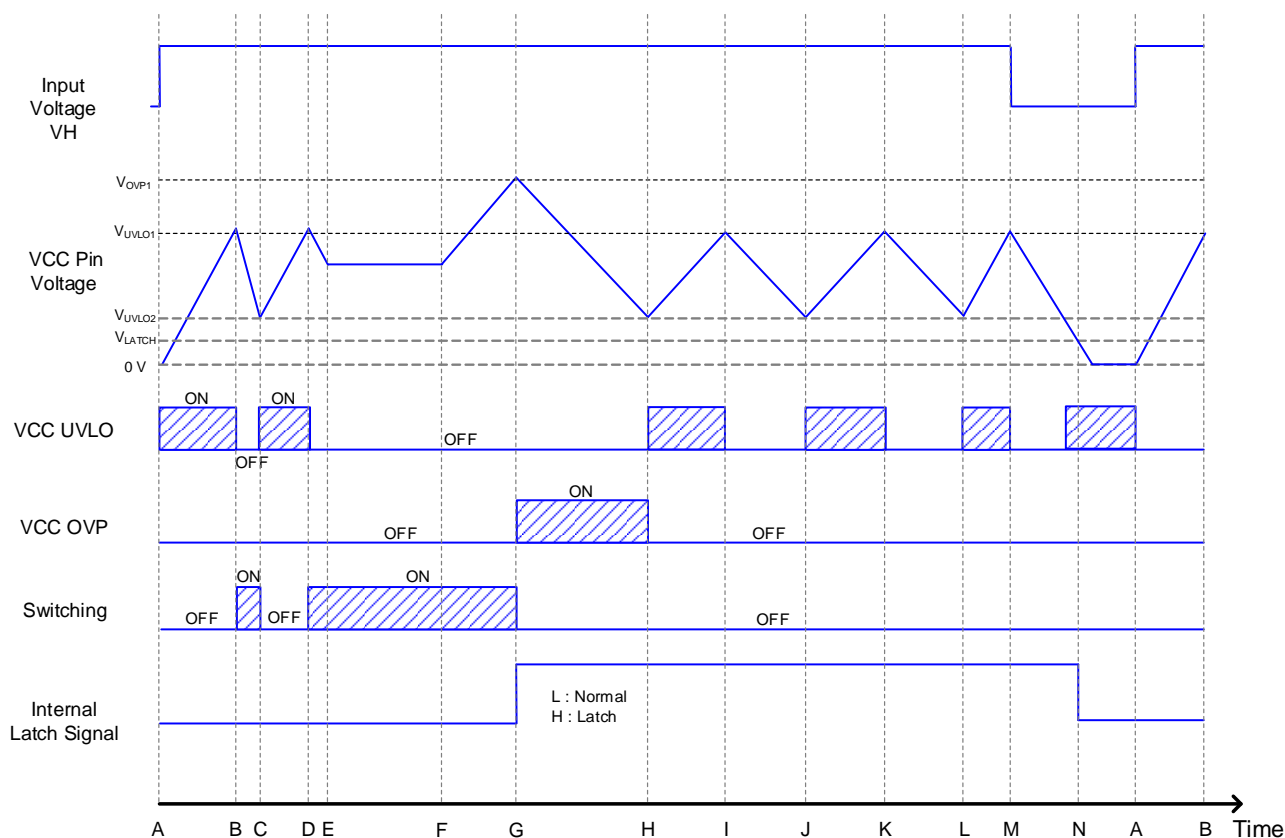 Input
Voltage
VH
VOVP1
VUVLO1
VCC Pin
Voltage
VUVLO2
VLATCH
0 V
ON
ON
VCC UVLO
OFF
OFF
ON
VCC OVP
OFF
OFF
ON
ON
Switching
OFF
OFF
OFF
Internal
Latch Signal
L : Normal
H : Latch
A B C D E F G H I J K L M N A B Time